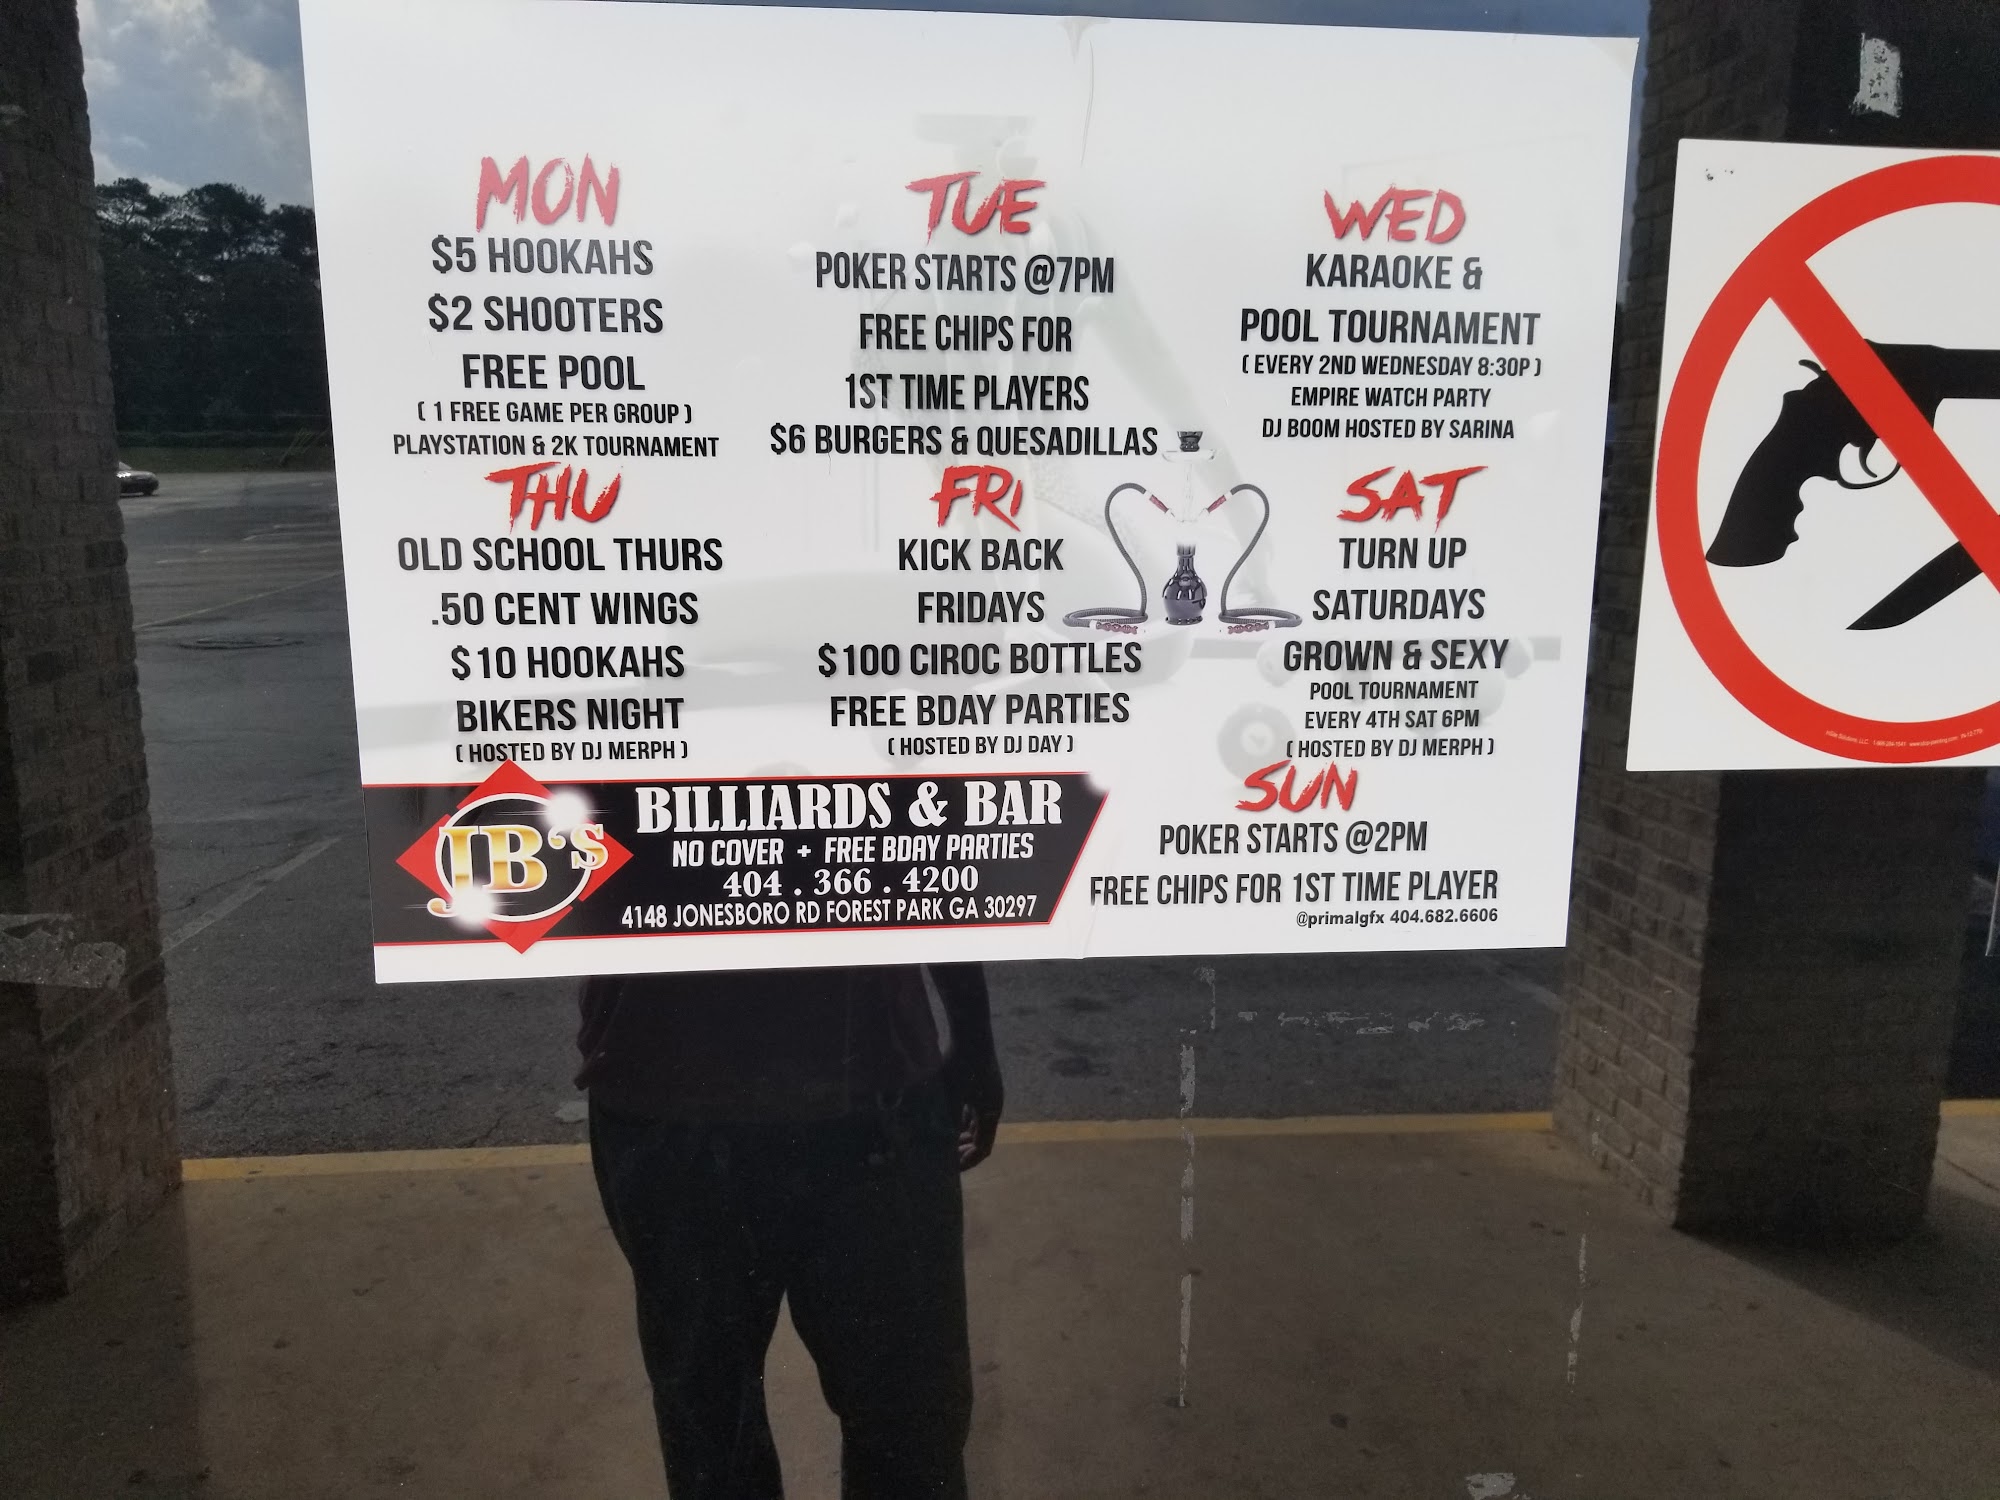 MON
$5 HOOKAHS
$2 SHOOTERS
FREE POOL
( 1 FREE GAME PER GROUP )
PLAYSTATION & 2K TOURNAMENT
TUE
POKER STARTS @7PM
FREE CHIPS FOR
1ST TIME PLAYERS
$6 BURGERS & QUESADILLAS
WED
KARAOKE &
POOL TOURNAMENT
( EVERY 2ND WEDNESDAY 8:30P )
EMPIRE WATCH PARTY
DJ BOOM HOSTED BY SARINA
THU
OLD SCHOOL THURS
.50 CENT WINGS
$10 HOOKAHS
BIKERS NIGHT
( HOSTED BY DJ MERPH )
FRI
KICK BACK
FRIDAYS
$100 CIROC BOTTLES
FREE BDAY PARTIES
( HOSTED BY DJ DAY )
SAT
TURN UP
SATURDAYS
GROWN & SEXY
POOL TOURNAMENT
EVERY 4TH SAT 6PM
( HOSTED BY DJ MERPH )
SUN
POKER STARTS @2PM
FREE CHIPS FOR 1ST TIME PLAYER
@primalgfx 404.682.6606
JB's
BILLIARDS & BAR
NO COVER + FREE BDAY PARTIES
404 . 366 . 4200
4148 JONESBORO RD FOREST PARK GA 30297